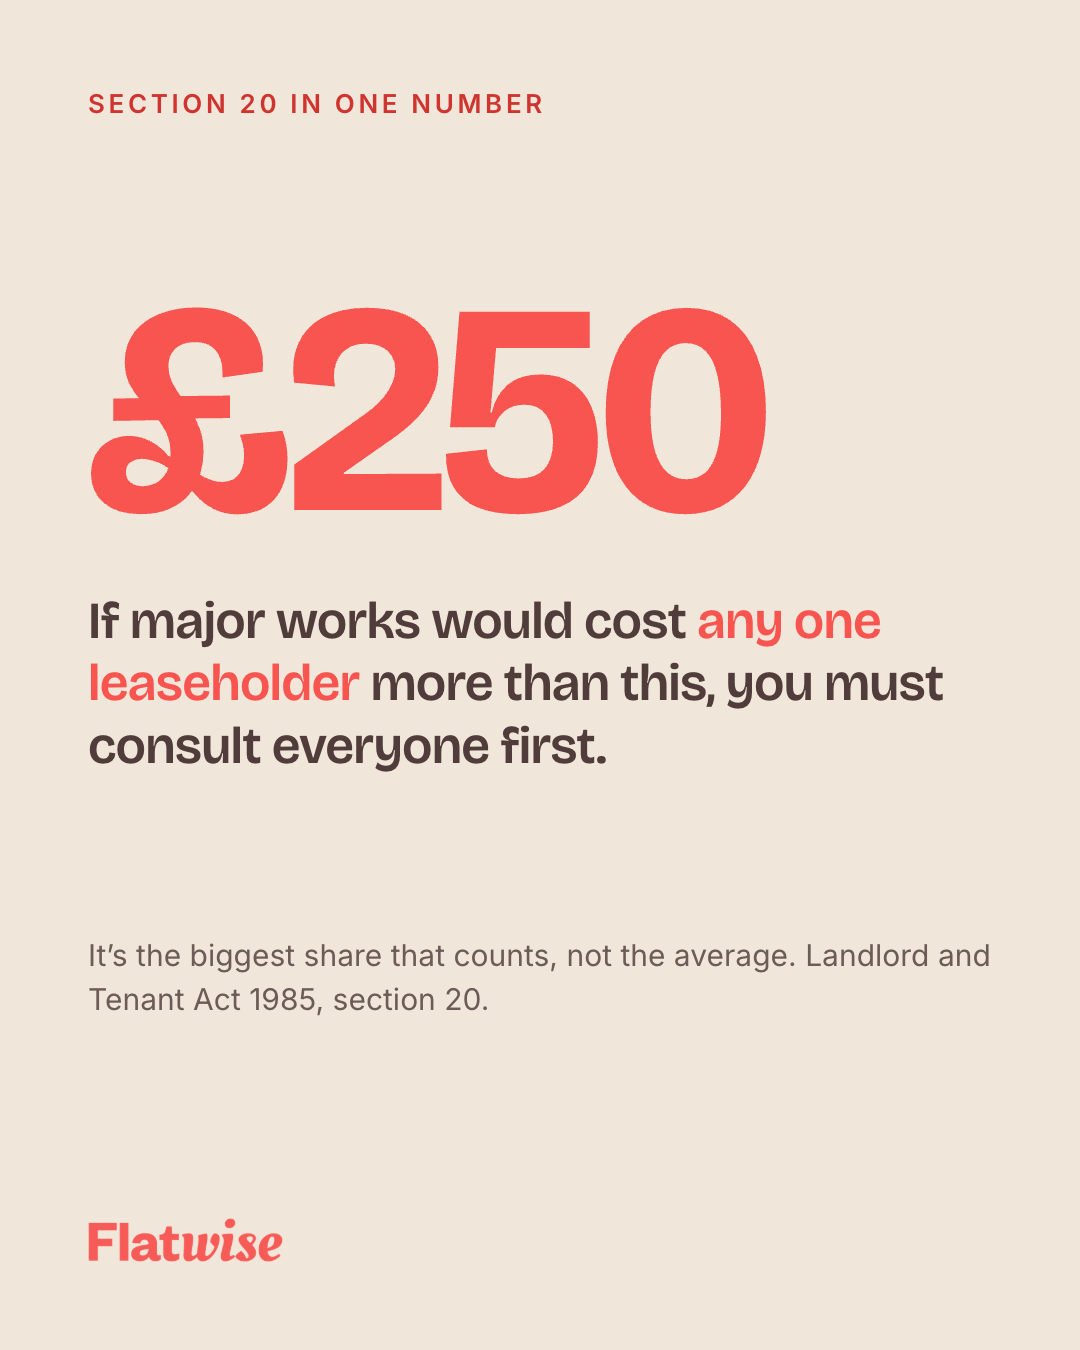 SECTION 20 IN ONE NUMBER
£250
If major works would cost any one
leaseholder more than this, you must
consult everyone first.
It’s the biggest share that counts, not the average. Landlord and
Tenant Act 1985, section 20.
Flatwise